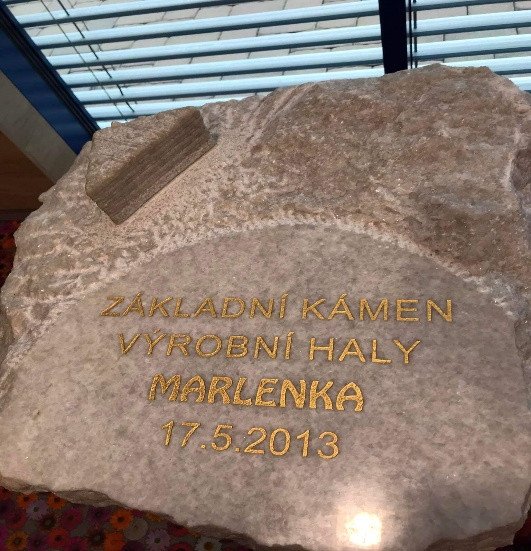 ZÁKLADNÍ KÁMEN
VÝROBNÍ HALY
MARLENKA
17.5.2013